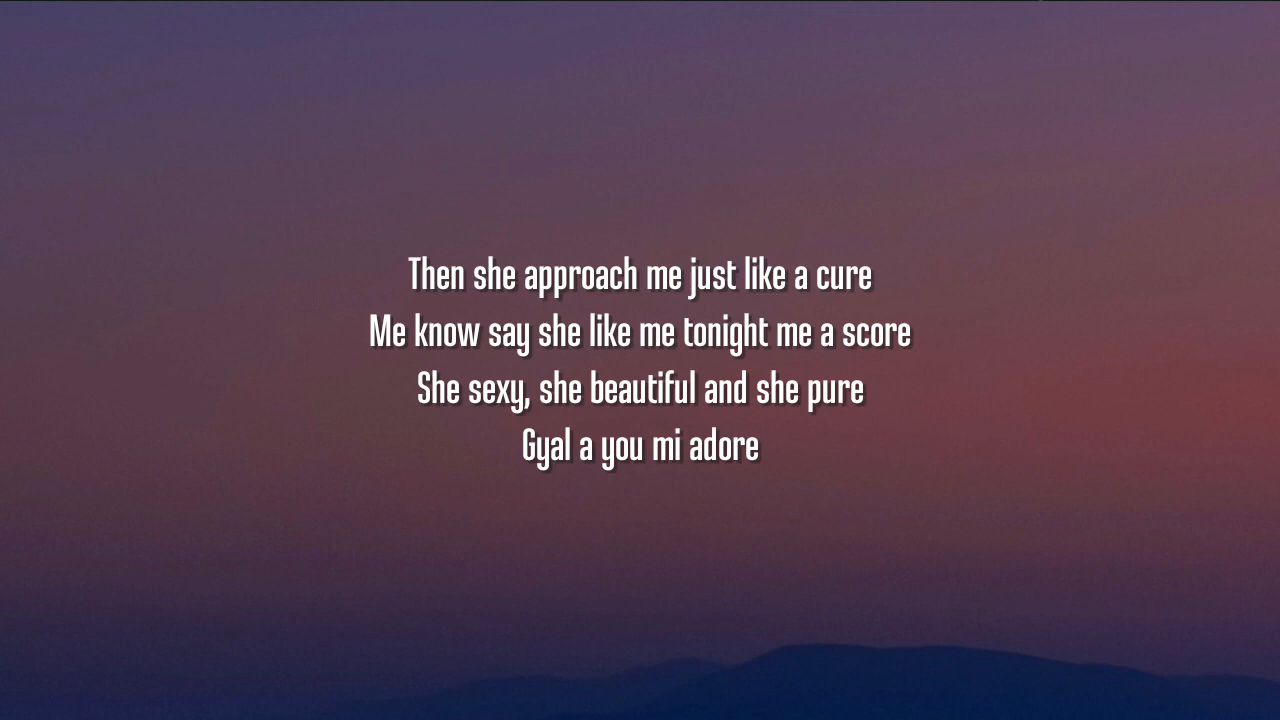 Then she approach me just like a cure
Me know say she like me tonight me a score
She sexy, she beautiful and she pure
Gyal a you mi adore